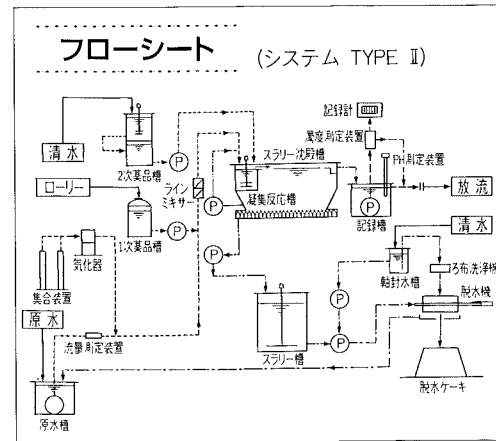 フローシート
(システム TYPE Ⅱ)
記録計
濁度測定装置
清水
2次薬品槽
P
スラリー沈殿槽
PH測定装置
ローリー
ライン
ミキサー
凝集反応槽
P
P
記録槽
放流
1次薬品槽
P
清水
気化器
P
軸封水槽
ろ布洗浄機
集合装置
P
脱水機
原水
流量測定装置
スラリー槽
P
脱水ケーキ
原水槽